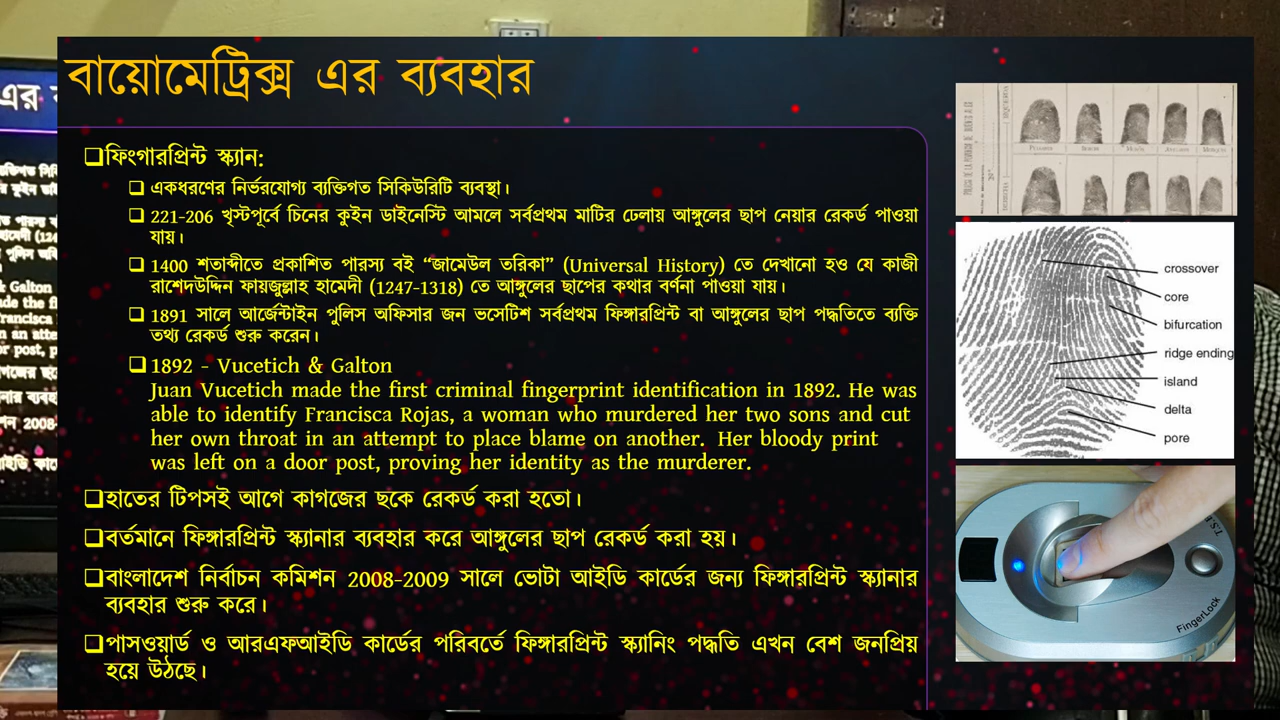 বায়োমেট্রিক্স এর ব্যবহার
❑ফিংগারপ্রিন্ট স্ক্যান:
❑ একধরণের নির্ভরযোগ্য ব্যক্তিগত সিকিউরিটি ব্যবস্থা।
❑ 221-206 খৃস্টপূর্বে চিনের কুইন ডাইনেস্টি আমলে সর্বপ্রথম মাটির ঢেলায় আঙ্গুলের ছাপ নেয়ার রেকর্ড পাওয়া
যায়।
❑ 1400 শতাব্দীতে প্রকাশিত পারস্য বই “জামেউল তরিকা” (Universal History) তে দেখানো হও যে কাজী
রাশেদউদ্দিন ফায়জুল্লাহ হামেদী (1247-1318) তে আঙ্গুলের ছাপের কথার বর্ণনা পাওয়া যায়।
❑ 1891 সালে আর্জেন্টাইন পুলিস অফিসার জন ভসেটিশ সর্বপ্রথম ফিঙ্গারপ্রিন্ট বা আঙ্গুলের ছাপ পদ্ধতিতে ব্যক্তি
তথ্য রেকর্ড শুরু করেন।
❑ 1892 - Vucetich & Galton
Juan Vucetich made the first criminal fingerprint identification in 1892. He was
able to identify Francisca Rojas, a woman who murdered her two sons and cut
her own throat in an attempt to place blame on another. Her bloody print
was left on a door post, proving her identity as the murderer.
❑হাতের টিপসই আগে কাগজের ছকে রেকর্ড করা হতো।
❑বর্তমানে ফিঙ্গারপ্রিন্ট স্ক্যানার ব্যবহার করে আঙ্গুলের ছাপ রেকর্ড করা হয়।
❑বাংলাদেশ নির্বাচন কমিশন 2008-2009 সালে ভোটা আইডি কার্ডের জন্য ফিঙ্গারপ্রিন্ট স্ক্যানার
ব্যবহার শুরু করে।
❑পাসওয়ার্ড ও আরএফআইডি কার্ডের পরিবর্তে ফিঙ্গারপ্রিন্ট স্ক্যানিং পদ্ধতি এখন বেশ জনপ্রিয়
হয়ে উঠছে।
crossover
core
bifurcation
ridge ending
island
delta
pore
FingerLock